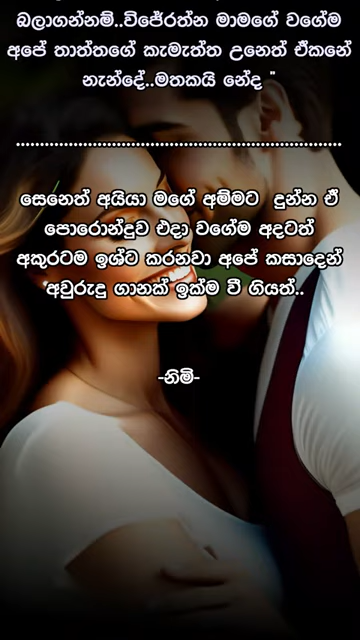 බලාගන්නම්..විජේරත්න මාමගේ වගේම
අපේ තාත්තගේ කැමැත්ත උනෙත් ඒකනේ
නැන්දේ..මතකයි නේද "
සෙනෙත් අයියා මගේ අම්මට දුන්න ඒ
පොරොන්දුව එදා වගේම අදටත්
අකුරටම ඉශ්ට කරනවා අපේ කසාදෙන්
අවුරුදු ගානක් ඉක්ම වී ගියත්..
-නිමි-